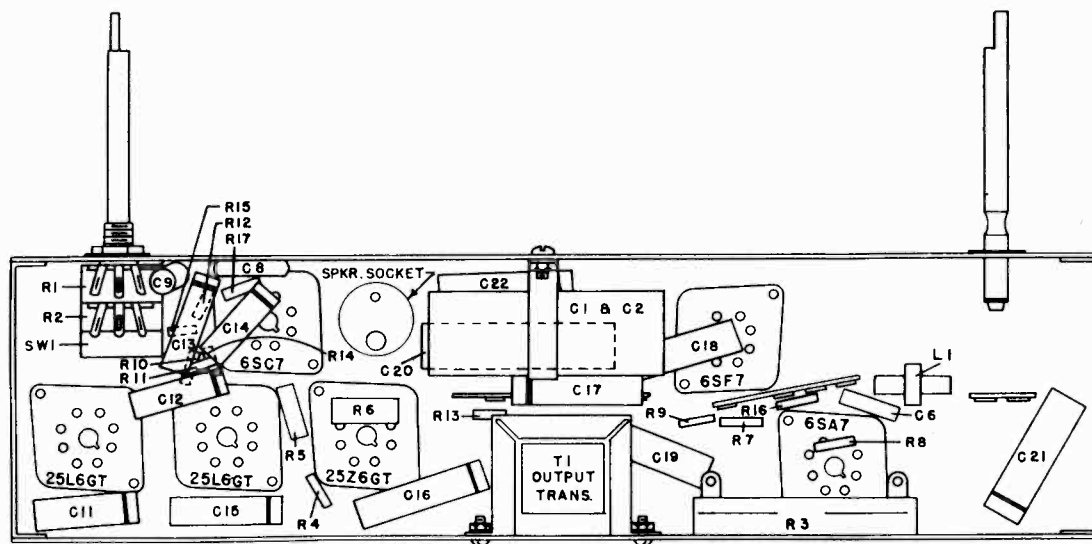 R15
R12
R17
R1
C9
C8
SPKR. SOCKET
C22
C1 & C2
R2
C14
SW1
C13
R14
6SC7
R10
R11
C20
C18
6SF7
L1
C12
C17
R13
R6
R5
R9
R7
R16
6SA7
C6
R8
25L6GT
25L6GT
25Z6GT
T1
OUTPUT
TRANS.
C19
C21
C11
C15
R4
C16
R3